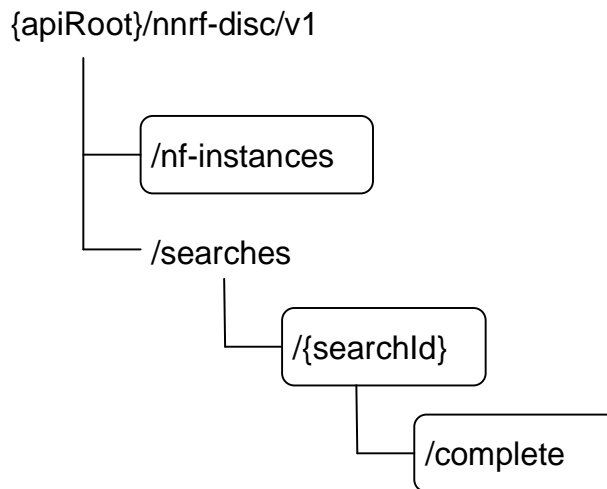 {apiRoot}/nnrf-disc/v1
/nf-instances
/searches
/{searchId}
/complete